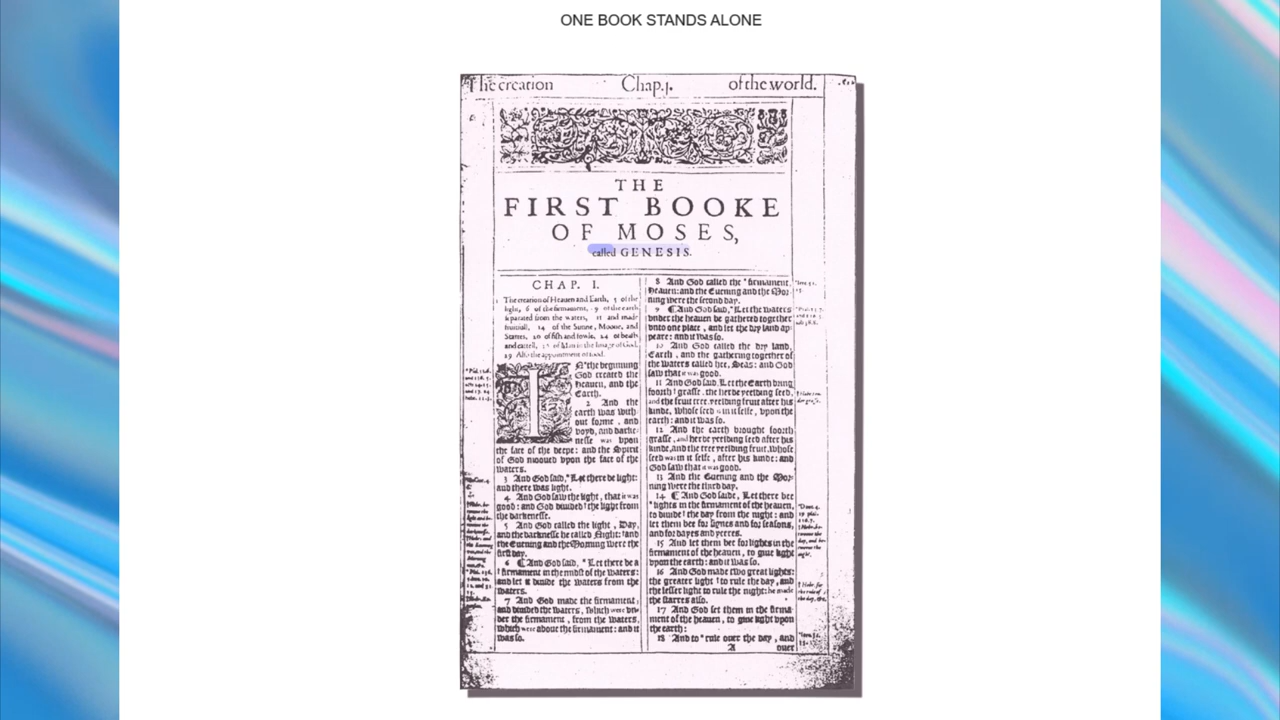 ONE BOOK STANDS ALONE
The creation Chap.j. of the world.
THE
FIRST BOOKE
OF MOSES,
called GENESIS.
CHAP. I.
1 The creation of Heauen and Earth, 3 of the
light, 6 of the firmament, 9 of the earth
separated from the waters, 11 and made
fruitfull, 14 of the Sunne, Moone, and
Starres, 20 of fish and fowle, 24 of beasts
and cattell, of Man in the Image of God.
29 Also the appointment of food.
IN the beginning
God created the
Heauen, and the
Earth.
2 And the
earth was with-
out forme, and
voyd, and darke-
nesse was vpon
the face of the deepe: and the Spirit
of God mooued vpon the face of the
waters.
3 And God said, Let there be light:
and there was light.
4 And God saw the light, that it was
good: and God diuided the light from
the darkenesse.
5 And God called the light, Day,
and the darknesse he called Night: and
the Euening and the Morning were the
first day.
6 ¶ And God said, Let there be a
firmament in the midst of the waters:
and let it diuide the waters from the
waters.
7 And God made the firmament,
and diuided the waters, which were vn-
der the firmament, from the waters,
which were aboue the firmament: and it
was so.
8 And God called the firmament,
Heauen: and the Euening and the Mor-
ning were the second day.
9 ¶ And God said, Let the waters
vnder the heauen be gathered together
vnto one place, and let the dry land ap-
peare: and it was so.
10 And God called the dry land,
Earth, and the gathering together of
the waters called hee, Seas: and God
saw that it was good.
11 And God said, Let the Earth bring
foorth grasse, the herbe yeelding seed,
and the fruit tree, yeelding fruit after his
kinde, whose seed is in it selfe, vpon the
earth: and it was so.
12 And the earth brought foorth
grasse, and herbe yeelding seed after his
kinde, and the tree yeelding fruit, whose
seed was in it selfe, after his kinde: and
God saw that it was good.
13 And the Euening and the Mor-
ning were the third day.
14 ¶ And God saide, Let there bee
lights in the firmament of the heauen,
to diuide the day from the night: and
let them bee for signes and for seasons,
and for dayes and yeeres.
15 And let them bee for lights in the
firmament of the heauen, to giue light
vpon the earth: and it was so.
16 And God made two great lights:
the greater light to rule the day, and
the lesser light to rule the night: he made
the starres also.
17 And God set them in the firma-
ment of the heauen, to giue light vpon
the earth:
18 And to rule ouer the day, and
A ouer